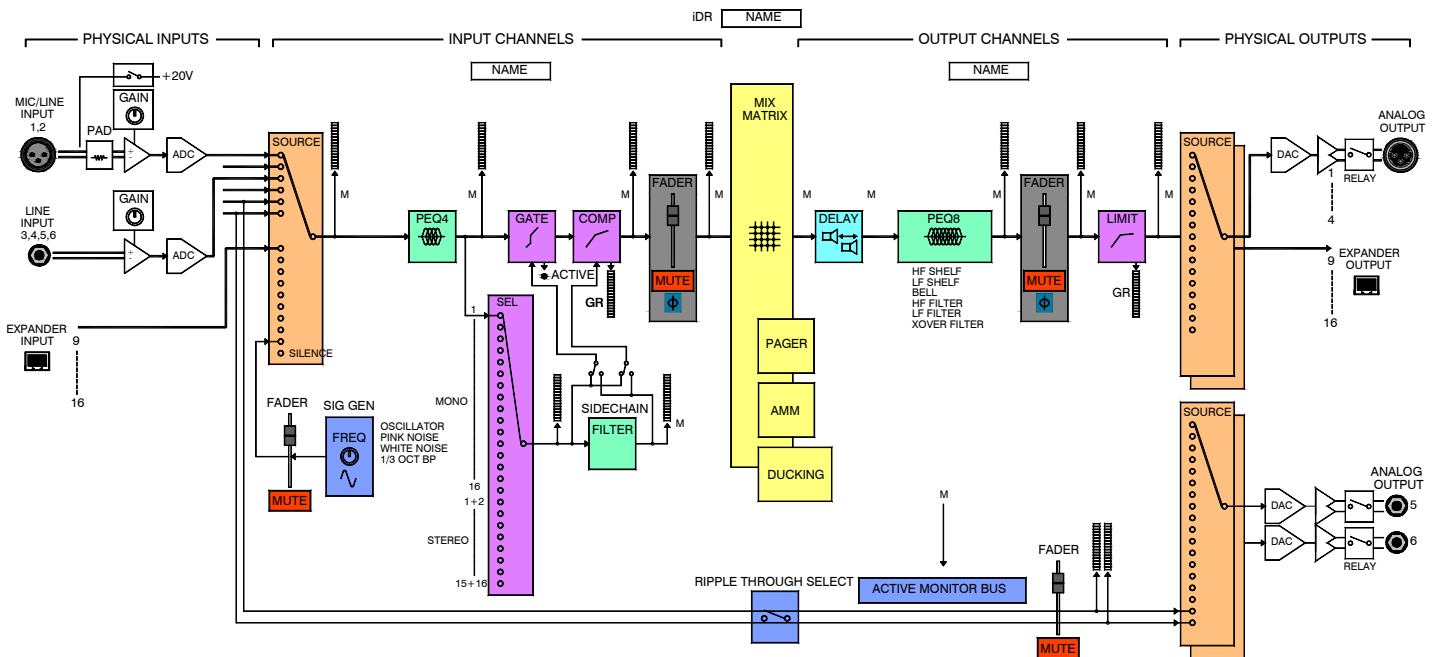 iDR NAME
PHYSICAL INPUTS
INPUT CHANNELS
OUTPUT CHANNELS
PHYSICAL OUTPUTS
NAME
NAME
+20V
GAIN
MIC/LINE
INPUT
1,2
PAD
+
-
ADC
SOURCE
M
M
M
M
MIX
MATRIX
M
M
M
M
M
SOURCE
DAC
ANALOG
OUTPUT
1
RELAY
4
GAIN
LINE
INPUT
3,4,5,6
+
-
ADC
PEQ4
GATE
COMP
FADER
MUTE
ɸ
ACTIVE
GR
DELAY
PEQ8
HF SHELF
LF SHELF
BELL
HF FILTER
LF FILTER
XOVER FILTER
FADER
MUTE
ɸ
LIMIT
GR
EXPANDER
OUTPUT
9
16
EXPANDER
INPUT
9
16
SILENCE
SEL
1
MONO
16
1+2
STEREO
15+16
PAGER
AMM
DUCKING
FADER
MUTE
SIG GEN
FREQ
OSCILLATOR
PINK NOISE
WHITE NOISE
1/3 OCT BP
SIDECHAIN
FILTER
M
SOURCE
ANALOG
OUTPUT
DAC
5
DAC
6
RELAY
M
RIPPLE THROUGH SELECT
ACTIVE MONITOR BUS
FADER
MUTE